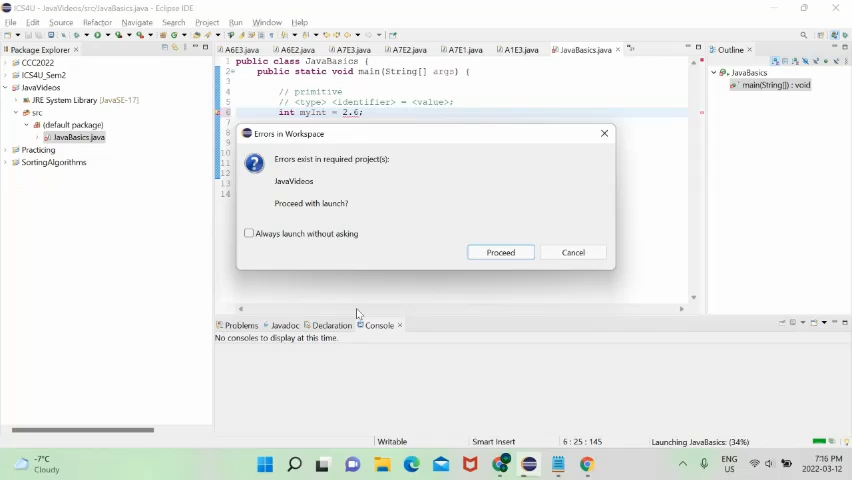 ICS4U - JavaVideos/src/JavaBasics.java - Eclipse IDE
File Edit Source Refactor Navigate Search Project Run Window Help
Package Explorer
CCC2022
ICS4U_Sem2
JavaVideos
JRE System Library [JavaSE-17]
src
(default package)
JavaBasics.java
Practicing
SortingAlgorithms
A6E3.java A6E2.java A7E3.java A7E2.java A7E1.java A1E3.java JavaBasics.java
1 public class JavaBasics {
2 public static void main(String[] args) {
// primitive
// <type> <identifier> = <value>;
6 int myInt = 2.6;
13
14
Outline
JavaBasics
main(String[]) : void
Errors in Workspace
Errors exist in required project(s):
JavaVideos
Proceed with launch?
Always launch without asking
Proceed Cancel
Problems Javadoc Declaration Console
No consoles to display at this time.
Writable Smart Insert 6 : 25 : 145 Launching JavaBasics: (34%)
-7°C
Cloudy
ENG
US
7:16 PM
2022-03-12